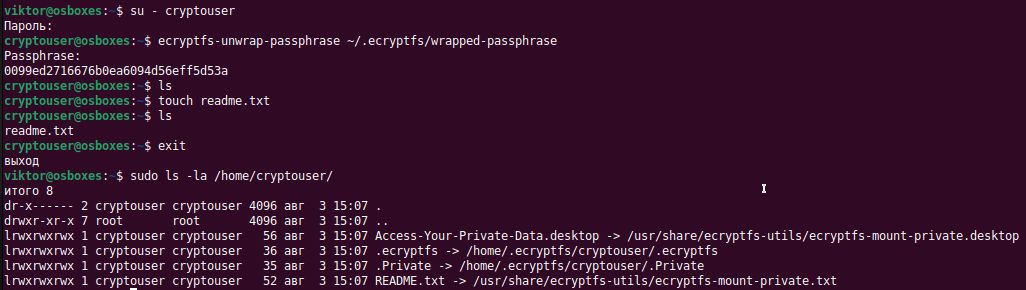 viktor@osboxes:~$ su - cryptouser
Пароль:
cryptouser@osboxes:~$ ecryptfs-unwrap-passphrase ~/.ecryptfs/wrapped-passphrase
Passphrase:
0099ed2716676b0ea6094d56eff5d53a
cryptouser@osboxes:~$ ls
cryptouser@osboxes:~$ touch readme.txt
cryptouser@osboxes:~$ ls
readme.txt
cryptouser@osboxes:~$ exit
выход
viktor@osboxes:~$ sudo ls -la /home/cryptouser/
итого 8
dr-x------ 2 cryptouser cryptouser 4096 авг  3 15:07 .
drwxr-xr-x 7 root       root       4096 авг  3 15:07 ..
lrwxrwxrwx 1 cryptouser cryptouser   56 авг  3 15:07 Access-Your-Private-Data.desktop -> /usr/share/ecryptfs-utils/ecryptfs-mount-private.desktop
lrwxrwxrwx 1 cryptouser cryptouser   36 авг  3 15:07 .ecryptfs -> /home/.ecryptfs/cryptouser/.ecryptfs
lrwxrwxrwx 1 cryptouser cryptouser   35 авг  3 15:07 .Private -> /home/.ecryptfs/cryptouser/.Private
lrwxrwxrwx 1 cryptouser cryptouser   52 авг  3 15:07 README.txt -> /usr/share/ecryptfs-utils/ecryptfs-mount-private.txt